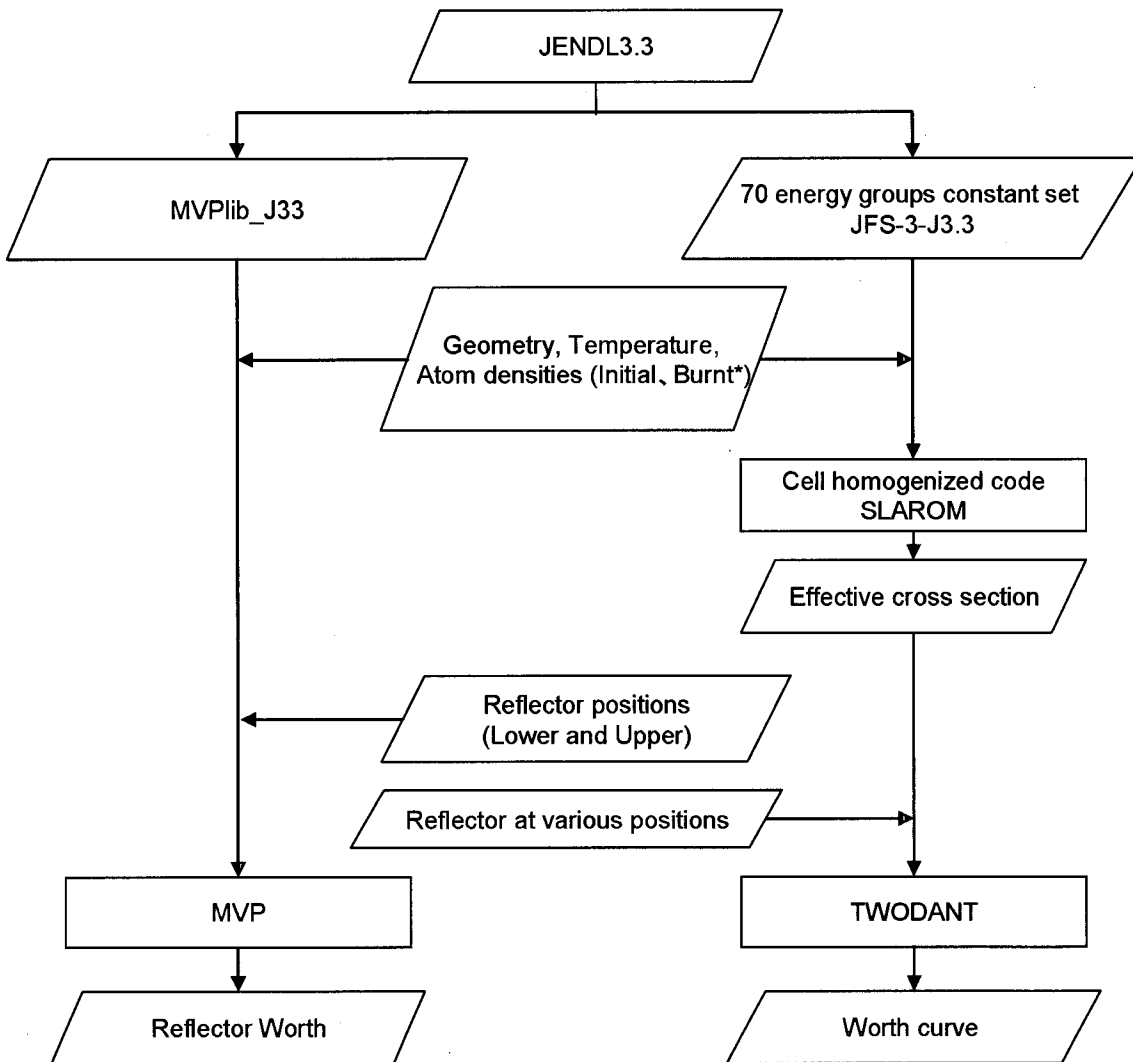 JENDL3.3
MVPlib_J33
70 energy groups constant set
JFS-3-J3.3
Geometry, Temperature,
Atom densities (Initial、Burnt*)
Cell homogenized code
SLAROM
Effective cross section
Reflector positions
(Lower and Upper)
Reflector at various positions
MVP
TWODANT
Reflector Worth
Worth curve